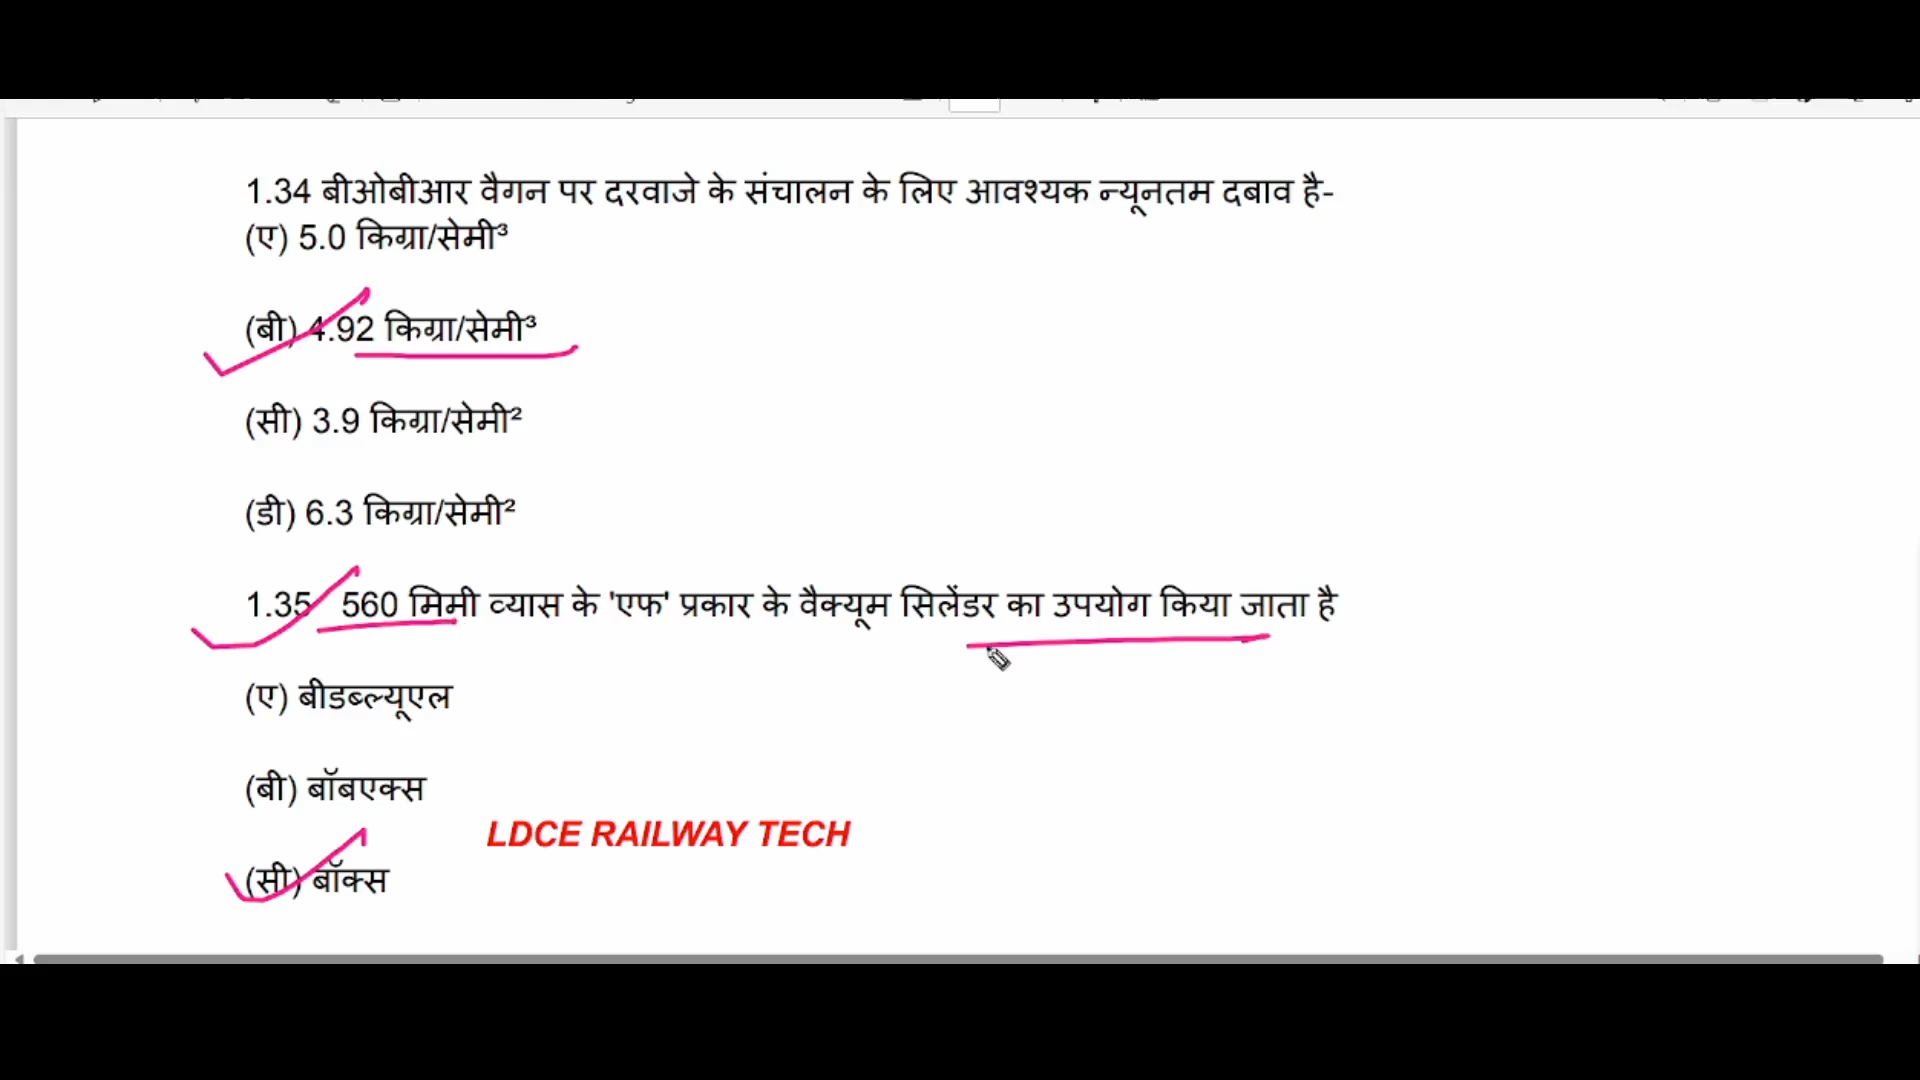 1.34 बीओबीआर वैगन पर दरवाजे के संचालन के लिए आवश्यक न्यूनतम दबाव है-
(ए) 5.0 किग्रा/सेमी³
(बी) 4.92 किग्रा/सेमी³
(सी) 3.9 किग्रा/सेमी²
(डी) 6.3 किग्रा/सेमी²
1.35 560 मिमी व्यास के 'एफ' प्रकार के वैक्यूम सिलेंडर का उपयोग किया जाता है
(ए) बीडब्ल्यूएल
(बी) बॉबएक्स
LDCE RAILWAY TECH
(सी) बॉक्स